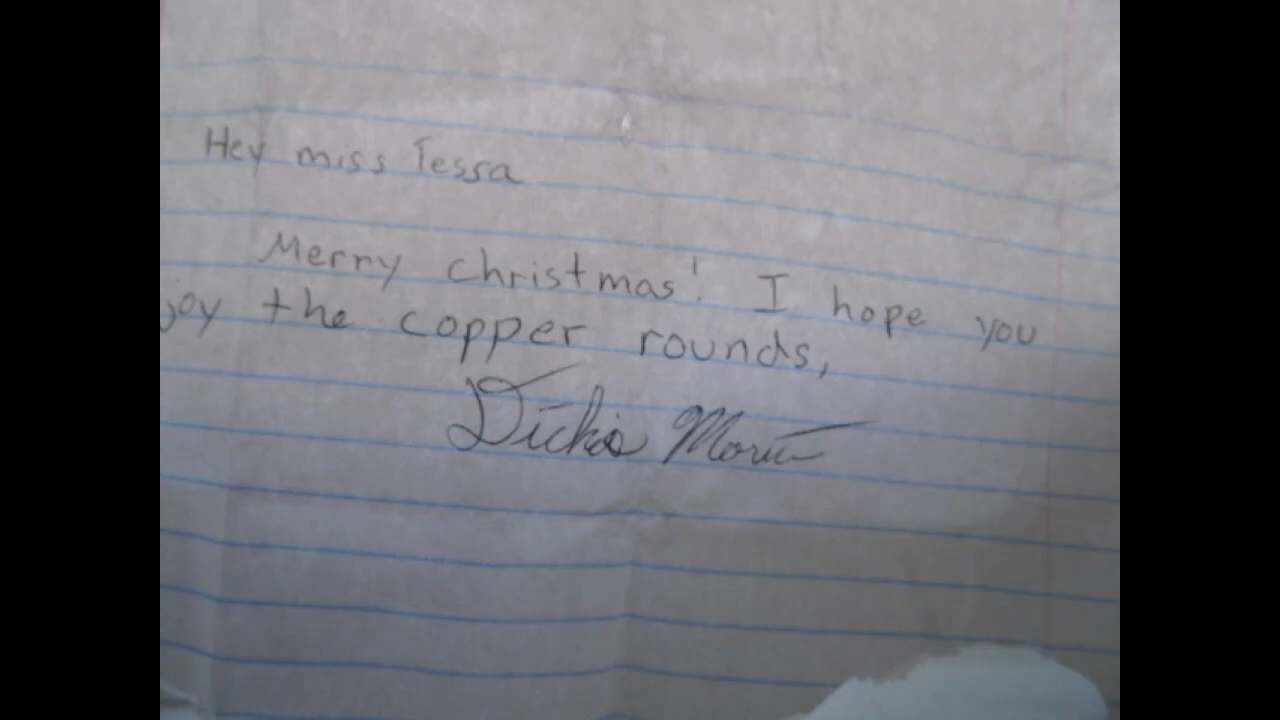 Hey miss Tessa
Merry christmas! I hope you
joy the copper rounds,